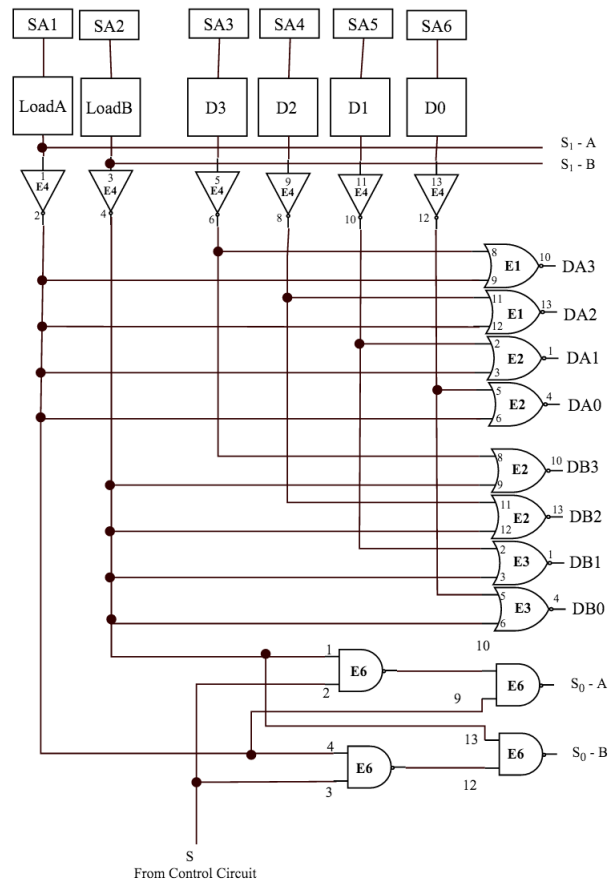 SA1 SA2 SA3 SA4 SA5 SA6
LoadA LoadB D3 D2 D1 D0
S1 - A
S1 - B
1 3 5 9 11 13
E4 E4 E4 E4 E4 E4
2 4 6 8 10 12
8 E1 10 DA3
9
11 E1 13 DA2
12
2 E2 1 DA1
3
5 E2 4 DA0
6
8 E2 10 DB3
9
11 E2 13 DB2
12
2 E3 1 DB1
3
5 E3 4 DB0
6
10
1 E6
2
E6 S0 - A
9
13 E6 S0 - B
4 E6
3
12
S
From Control Circuit